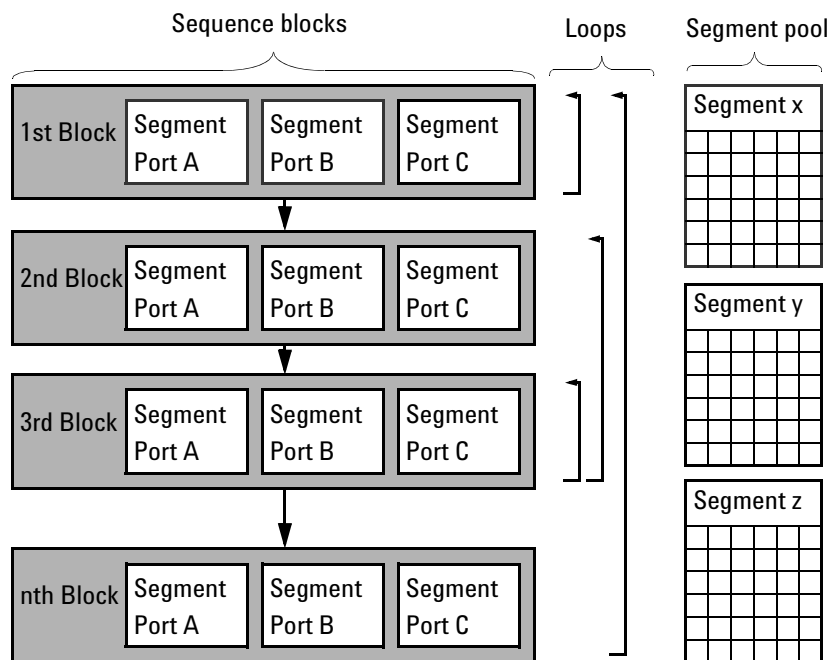 Sequence blocks
Loops
Segment pool
1st Block
Segment
Port A
Segment
Port B
Segment
Port C
Segment x
2nd Block
Segment
Port A
Segment
Port B
Segment
Port C
Segment y
3rd Block
Segment
Port A
Segment
Port B
Segment
Port C
Segment z
nth Block
Segment
Port A
Segment
Port B
Segment
Port C